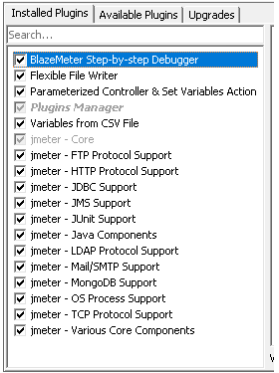 Installed Plugins Available Plugins Upgrades
Search...
BlazeMeter Step-by-step Debugger
Flexible File Writer
Parameterized Controller & Set Variables Action
Plugins Manager
Variables from CSV File
jmeter - Core
jmeter - FTP Protocol Support
jmeter - HTTP Protocol Support
jmeter - JDBC Support
jmeter - JMS Support
jmeter - JUnit Support
jmeter - Java Components
jmeter - LDAP Protocol Support
jmeter - Mail/SMTP Support
jmeter - MongoDB Support
jmeter - OS Process Support
jmeter - TCP Protocol Support
jmeter - Various Core Components